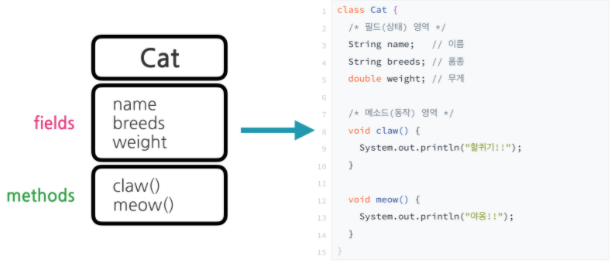 Cat
fields
name
breeds
weight
methods
claw()
meow()
1 class Cat {
2 /* 필드(상태) 영역 */
3 String name; // 이름
4 String breeds; // 품종
5 double weight; // 무게
6
7 /* 메소드(동작) 영역 */
8 void claw() {
9 System.out.println("할퀴기!!");
10 }
11
12 void meow() {
13 System.out.println("야옹!!");
14 }
15 }